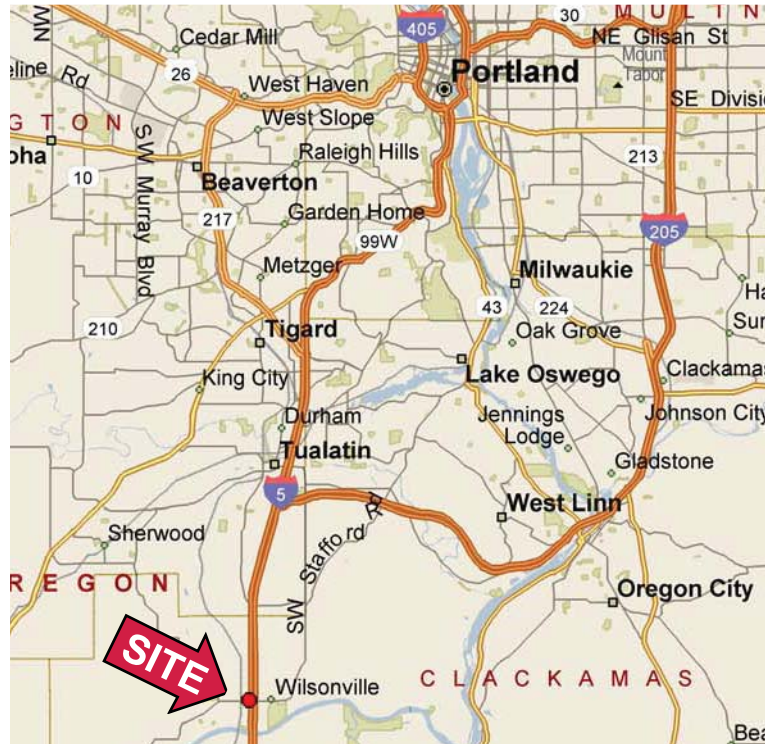 MULIN
30
405
NE Glisan St
Cedar Mill
Mount
Tabor
26
Portland
eline Rd
West Haven
SE Divisi
GTON
West Slope
oha
SW Murray Blvd
Raleigh Hills
213
10
Beaverton
217
Garden Home
205
99W
Metzger
Milwaukie
43
224
210
Tigard
Oak Grove
Sun
King City
Lake Oswego
Clackamas
Durham
Jennings
Lodge
Johnson City
Tualatin
Gladstone
5
West Linn
Sherwood
Stafford Rd
SW
REGON
Oregon City
SITE
CLACKAMAS
Wilsonville
Bea